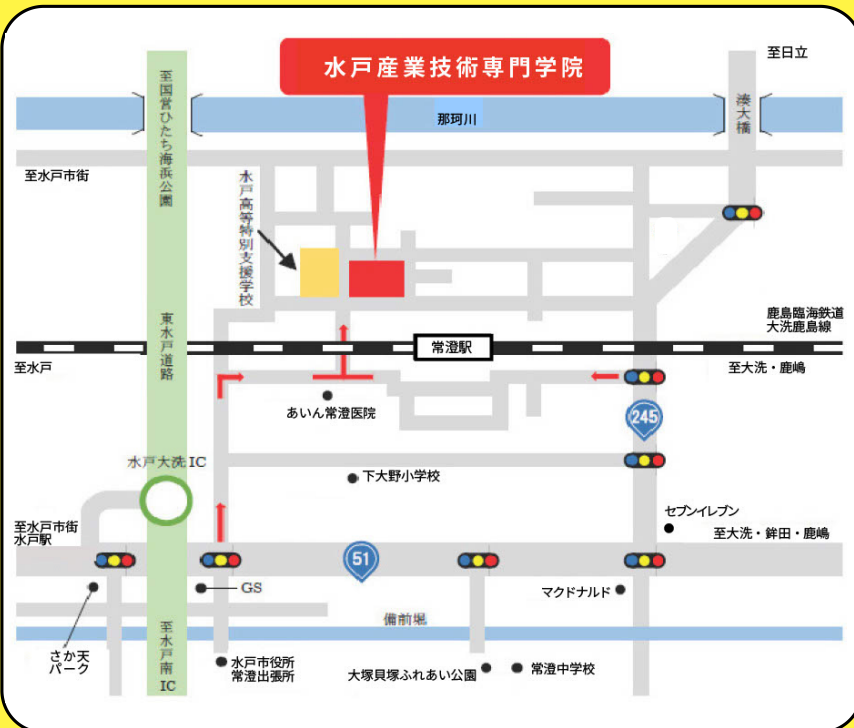 水戸産業技術専門学院
至日立
至国営ひたち海浜公園
那珂川
湊大橋
至水戸市街
水戸高等特別支援学校
東水戸道路
鹿島臨海鉄道
大洗鹿島線
常澄駅
至水戸
至大洗・鹿嶋
あいん常澄医院
245
水戸大洗IC
下大野小学校
セブンイレブン
至水戸市街
水戸駅
至大洗・鉾田・鹿嶋
51
GS
マクドナルド
備前堀
さか天
パーク
至水戸南IC
水戸市役所
常澄出張所
大塚貝塚ふれあい公園
常澄中学校